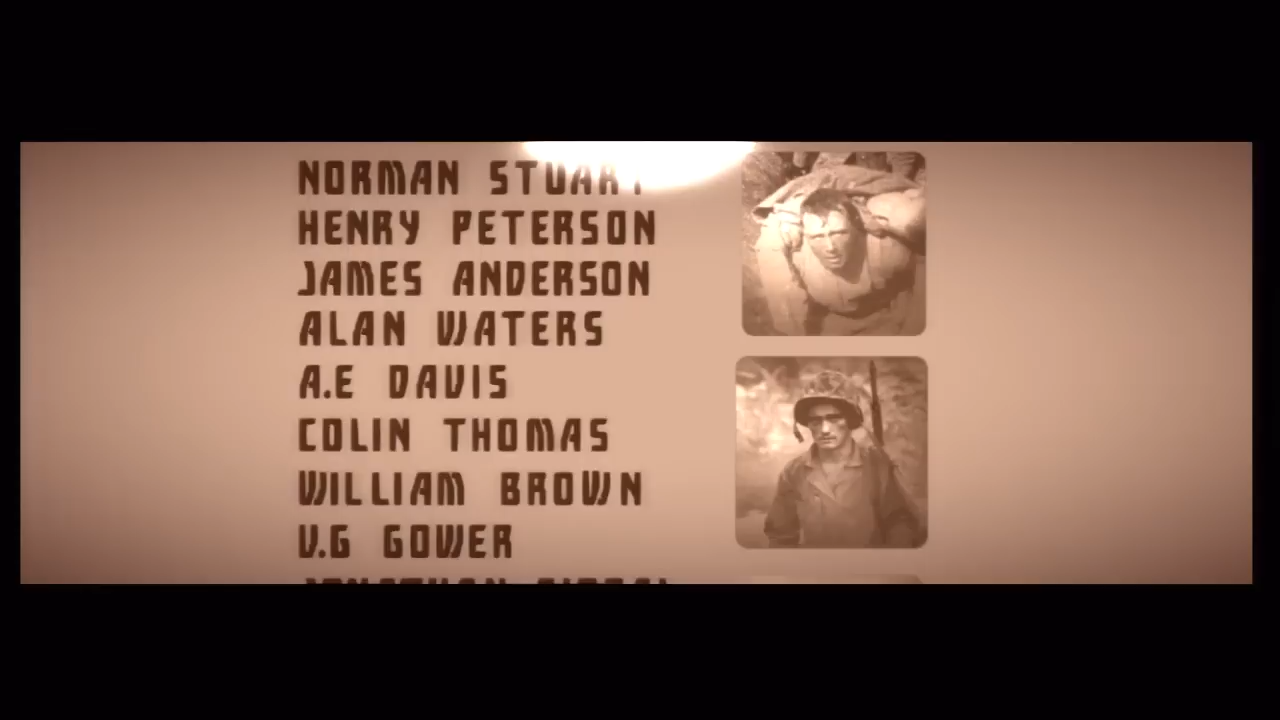 NORMAN STUART
HENRY PETERSON
JAMES ANDERSON
ALAN WATERS
A.E DAVIS
COLIN THOMAS
WILLIAM BROWN
V.G GOWER